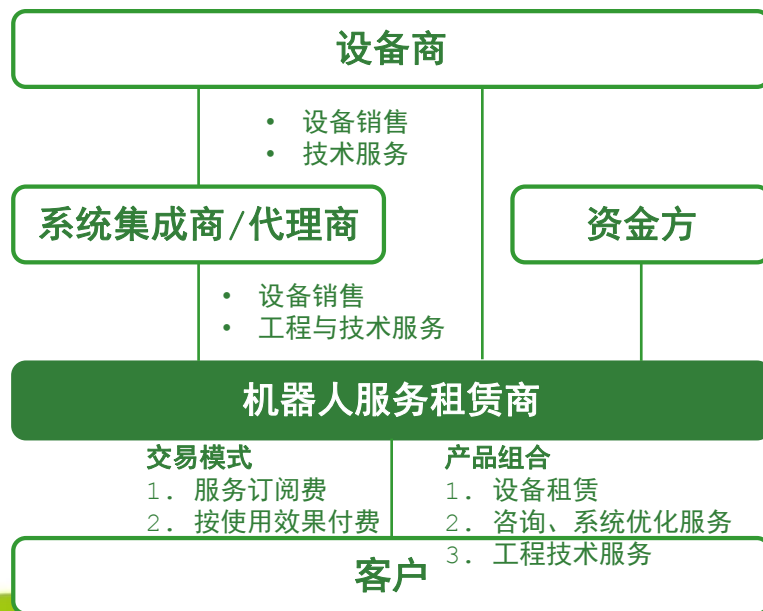 设备商
• 设备销售
• 技术服务
系统集成商/代理商
资金方
• 设备销售
• 工程与技术服务
机器人服务租赁商
交易模式
1. 服务订阅费
2. 按使用效果付费
产品组合
1. 设备租赁
2. 咨询、系统优化服务
3. 工程技术服务
客户